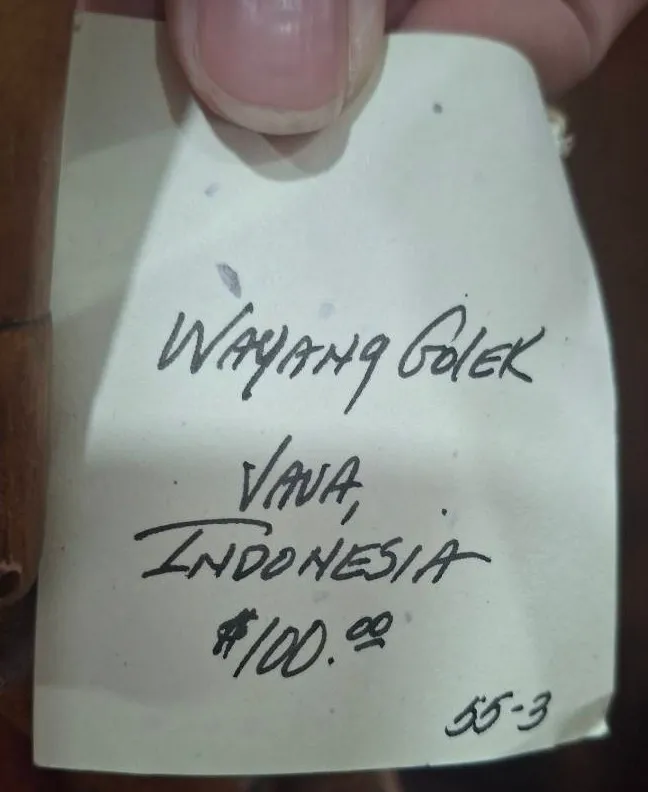 WAYANg GOlEK
JAVA,
INDONESIA
$100.00
55-3